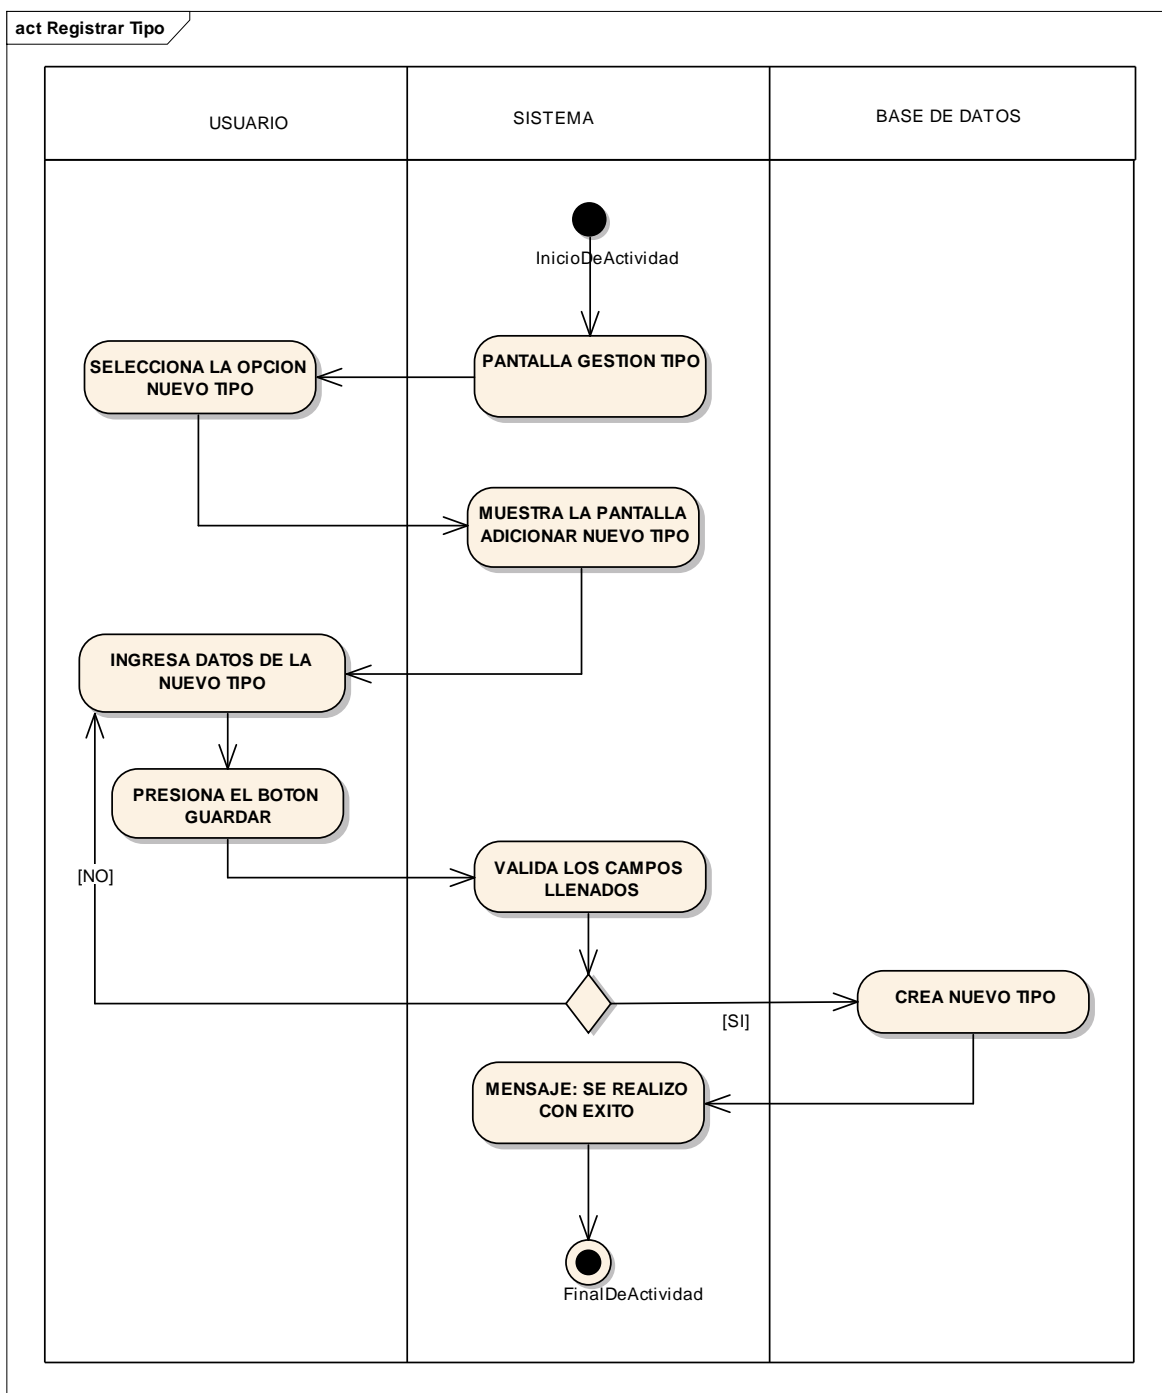 act Registrar Tipo
USUARIO
SISTEMA
BASE DE DATOS
InicioDeActividad
SELECCIONA LA OPCION
NUEVO TIPO
PANTALLA GESTION TIPO
MUESTRA LA PANTALLA
ADICIONAR NUEVO TIPO
INGRESA DATOS DE LA
NUEVO TIPO
PRESIONA EL BOTON
GUARDAR
[NO]
VALIDA LOS CAMPOS
LLENADOS
[SI]
CREA NUEVO TIPO
MENSAJE: SE REALIZO
CON EXITO
FinalDeActividad